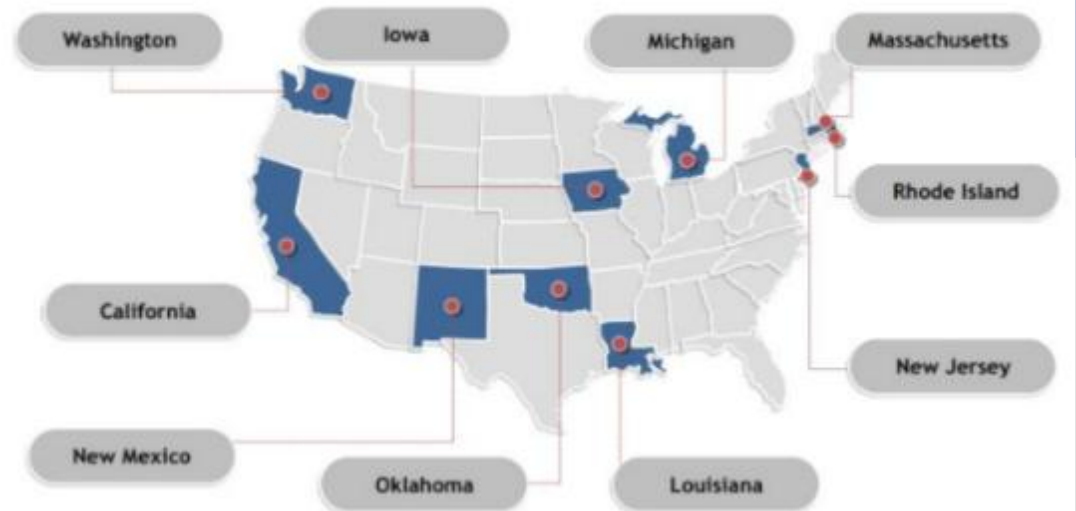 Washington
Iowa
Michigan
Massachusetts
Rhode Island
California
New Jersey
New Mexico
Oklahoma
Louisiana